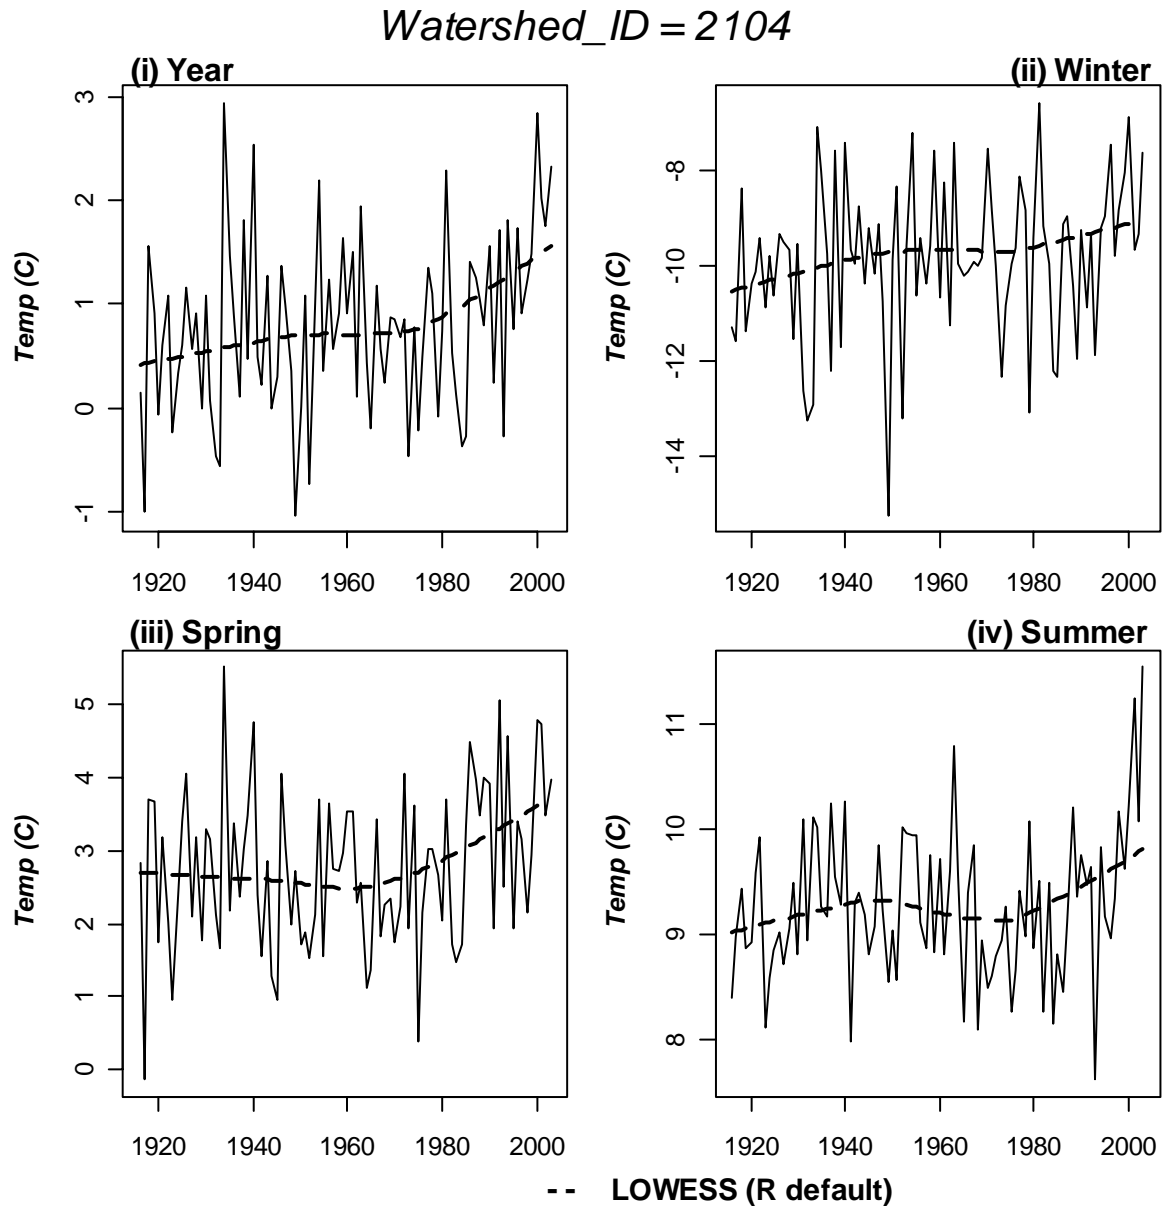 Watershed_ID = 2104
(i) Year
Temp (C)
3
2
1
0
-1
1920 1940 1960 1980 2000
(ii) Winter
Temp (C)
-8
-10
-12
-14
1920 1940 1960 1980 2000
(iii) Spring
Temp (C)
5
4
3
2
1
0
1920 1940 1960 1980 2000
(iv) Summer
Temp (C)
11
10
9
8
1920 1940 1960 1980 2000
-- LOWESS (R default)